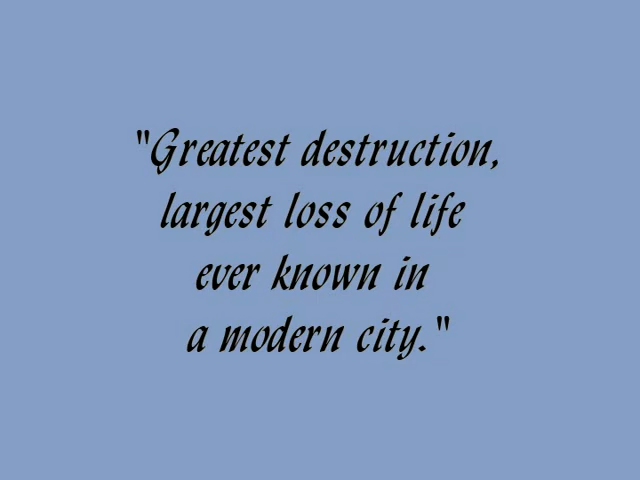 "Greatest destruction,
largest loss of life
ever known in
a modern city."